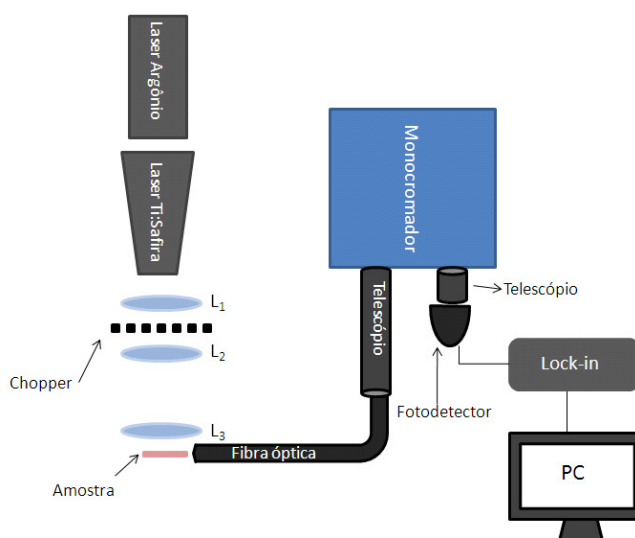 Laser Argônio
Laser Ti:Safira
L1
Chopper
L2
L3
Amostra
Fibra óptica
Telescópio
Monocromador
Telescópio
Fotodetector
Lock-in
PC